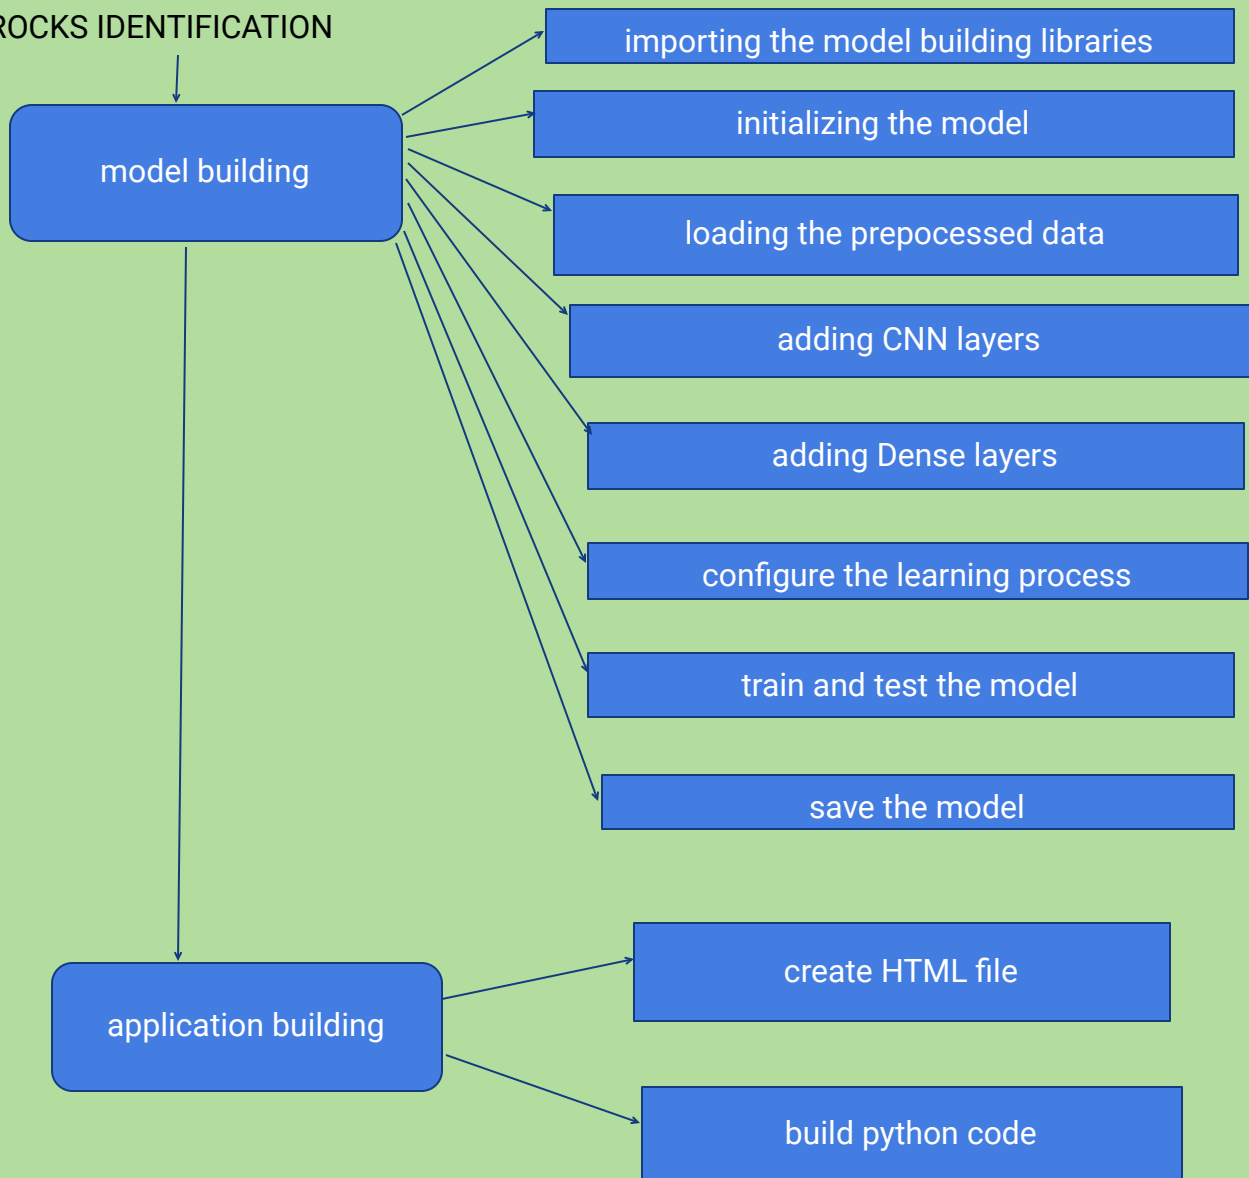 ROCKS IDENTIFICATION
importing the model building libraries
initializing the model
model building
loading the prepocessed data
adding CNN layers
adding Dense layers
configure the learning process
train and test the model
save the model
create HTML file
application building
build python code